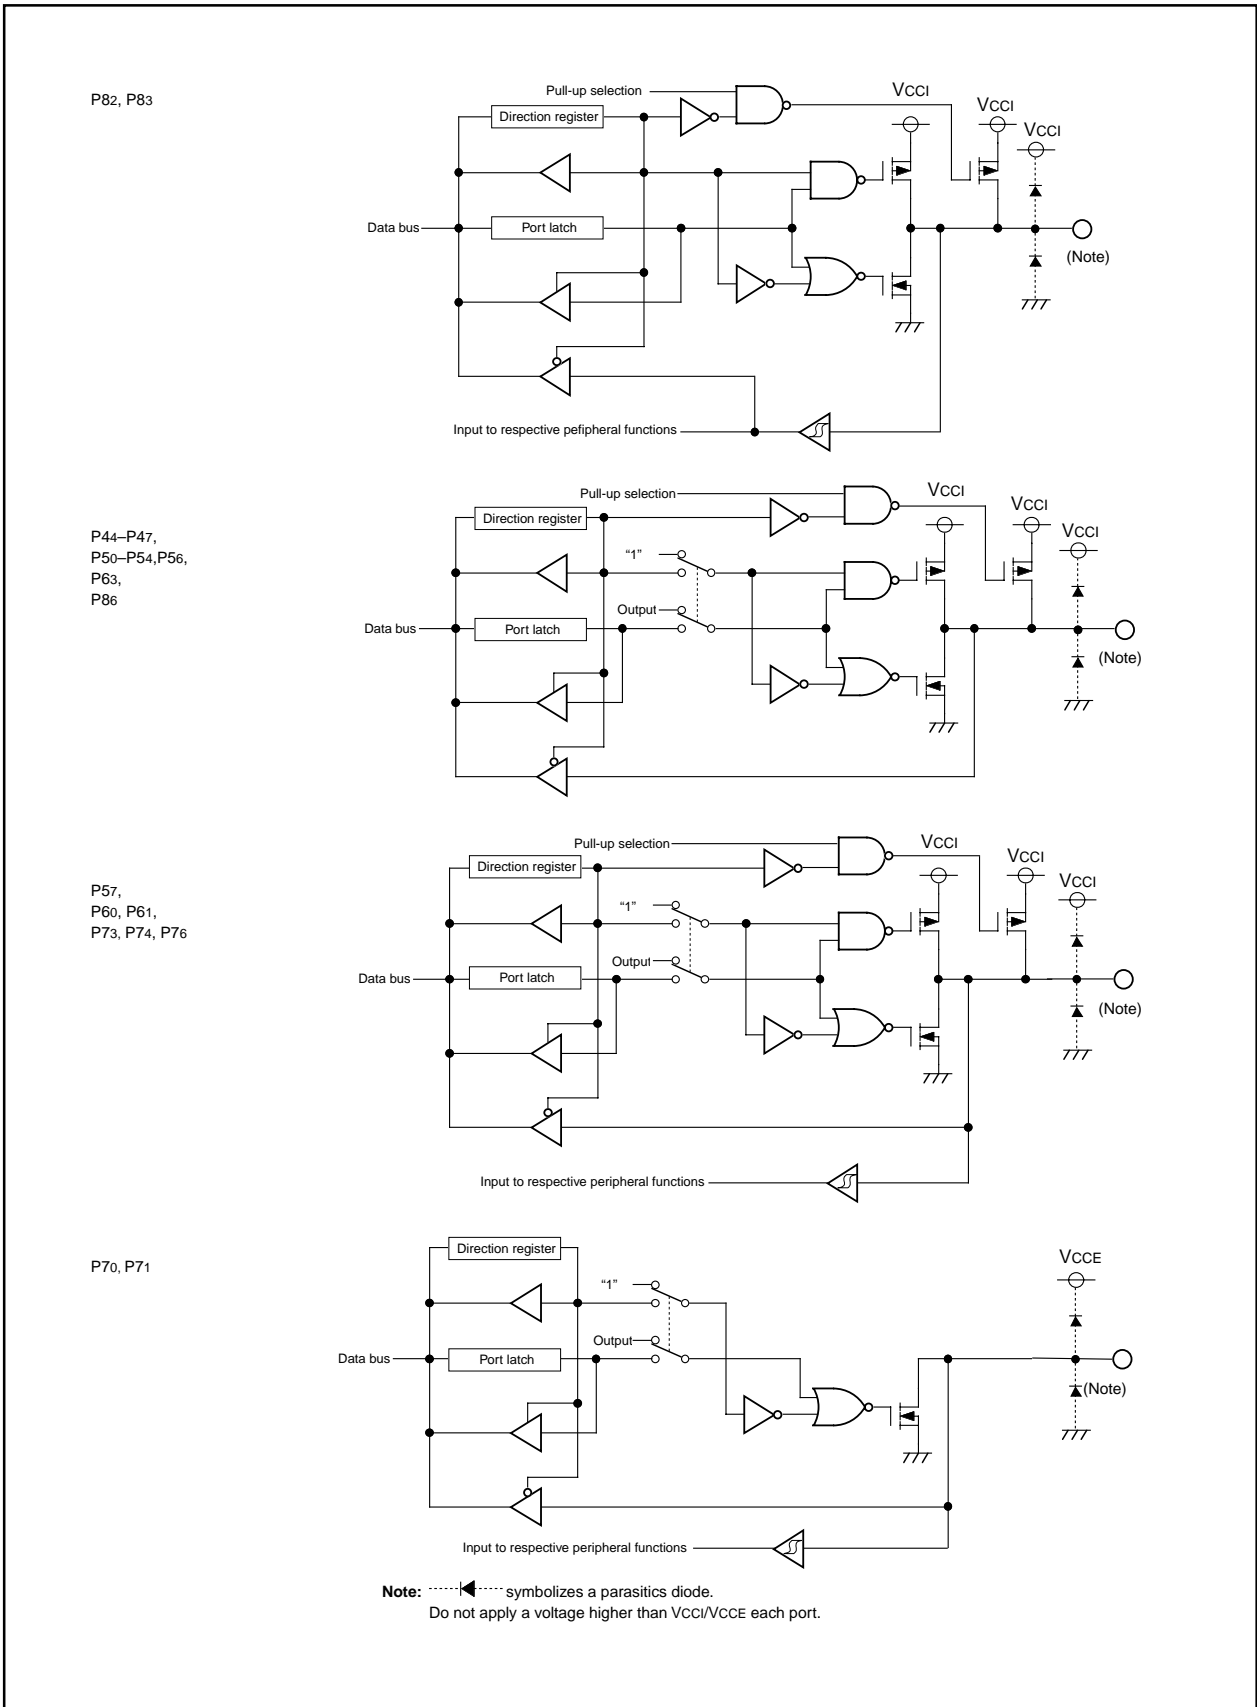 P82, P83
Pull-up selection
VCCI
VCCI
VCCI
Direction register
Data bus
Port latch
(Note)
Input to respective pefipheral functions
P44–P47,
P50–P54,P56,
P63,
P86
Pull-up selection
VCCI
VCCI
VCCI
Direction register
“1”
Output
Data bus
Port latch
(Note)
P57,
P60, P61,
P73, P74, P76
Pull-up selection
VCCI
VCCI
VCCI
Direction register
“1”
Output
Data bus
Port latch
(Note)
Input to respective peripheral functions
P70, P71
Direction register
VCCE
“1”
Output
Data bus
Port latch
(Note)
Input to respective peripheral functions
Note: symbolizes a parasitics diode.
Do not apply a voltage higher than VCCI/VCCE each port.